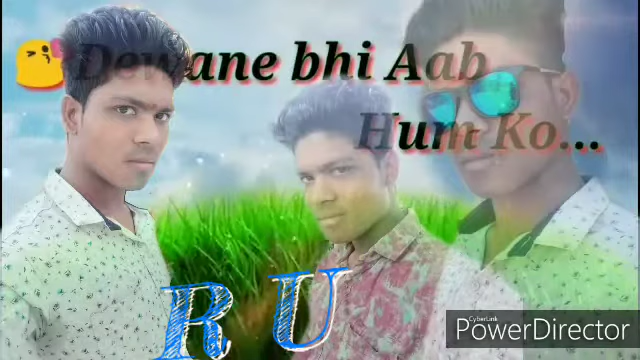 Dewane bhi Aab
Hum Ko...
R U
CyberLink
PowerDirector